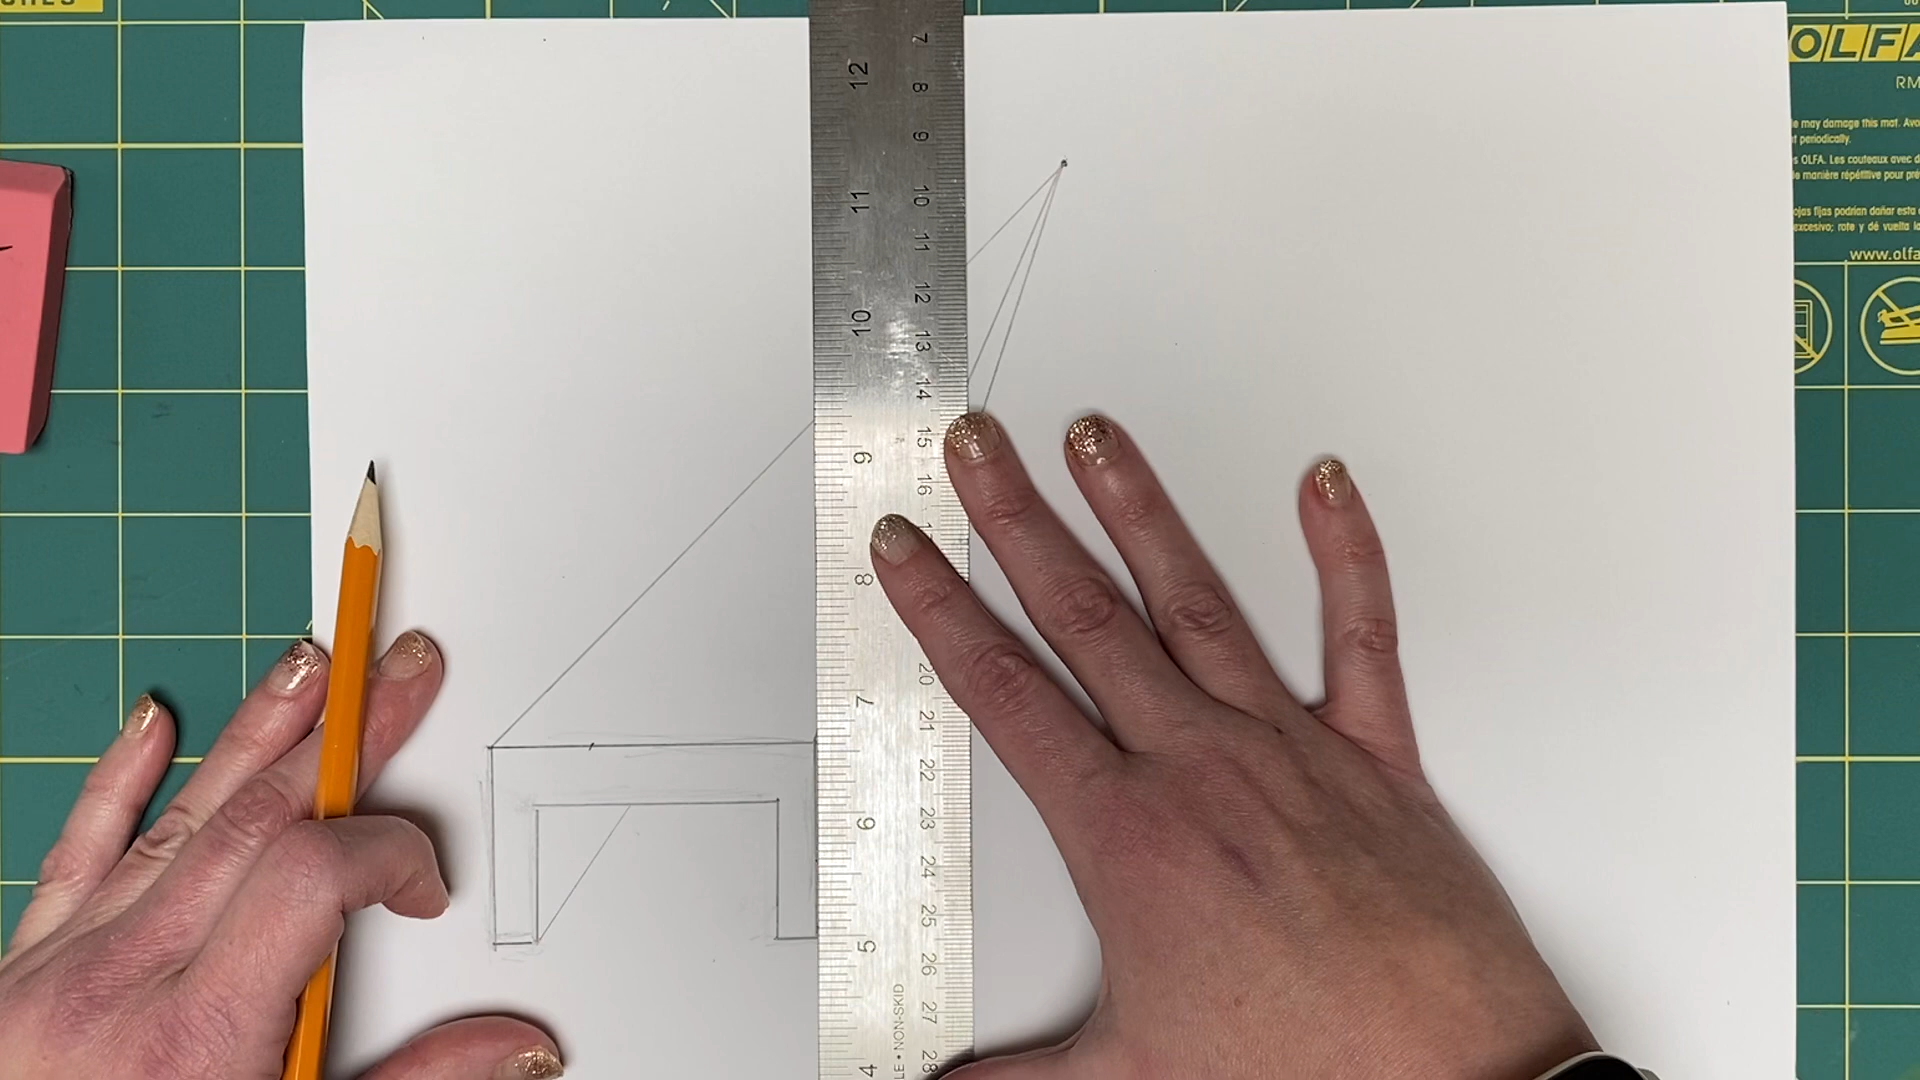 OLFA
RM
may damage this mat. Avo
t periodically.
s OLFA. Les couteaux avec d
de manière répétitive pour pré
ojas fijas podrían dañar esta
excesivo; rote y dé vuelta la
www.olfa
12
11
10
9
8
7
6
5
4
7
8
9
10
11
12
13
14
15
16
20
21
22
23
24
25
26
27
28
LE • NON-SKID